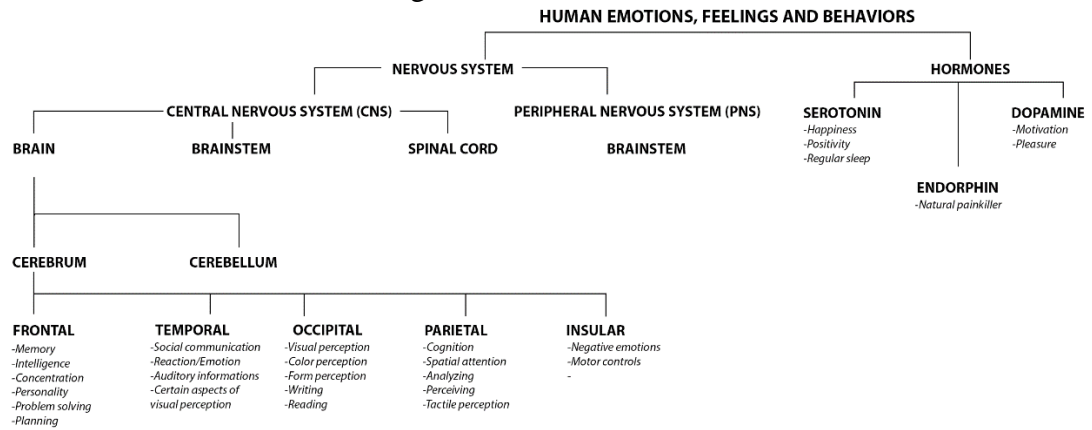 HUMAN EMOTIONS, FEELINGS AND BEHAVIORS
NERVOUS SYSTEM
HORMONES
CENTRAL NERVOUS SYSTEM (CNS)
PERIPHERAL NERVOUS SYSTEM (PNS)
SEROTONIN
-Happiness
-Positivity
-Regular sleep
DOPAMINE
-Motivation
-Pleasure
BRAIN
BRAINSTEM
SPINAL CORD
BRAINSTEM
ENDORPHIN
-Natural painkiller
CEREBRUM
CEREBELLUM
FRONTAL
-Memory
-Intelligence
-Concentration
-Personality
-Problem solving
-Planning
TEMPORAL
-Social communication
-Reaction/Emotion
-Auditory informations
-Certain aspects of
visual perception
OCCIPITAL
-Visual perception
-Color perception
-Form perception
-Writing
-Reading
PARIETAL
-Cognition
-Spatial attention
-Analyzing
-Perceiving
-Tactile perception
INSULAR
-Negative emotions
-Motor controls
-